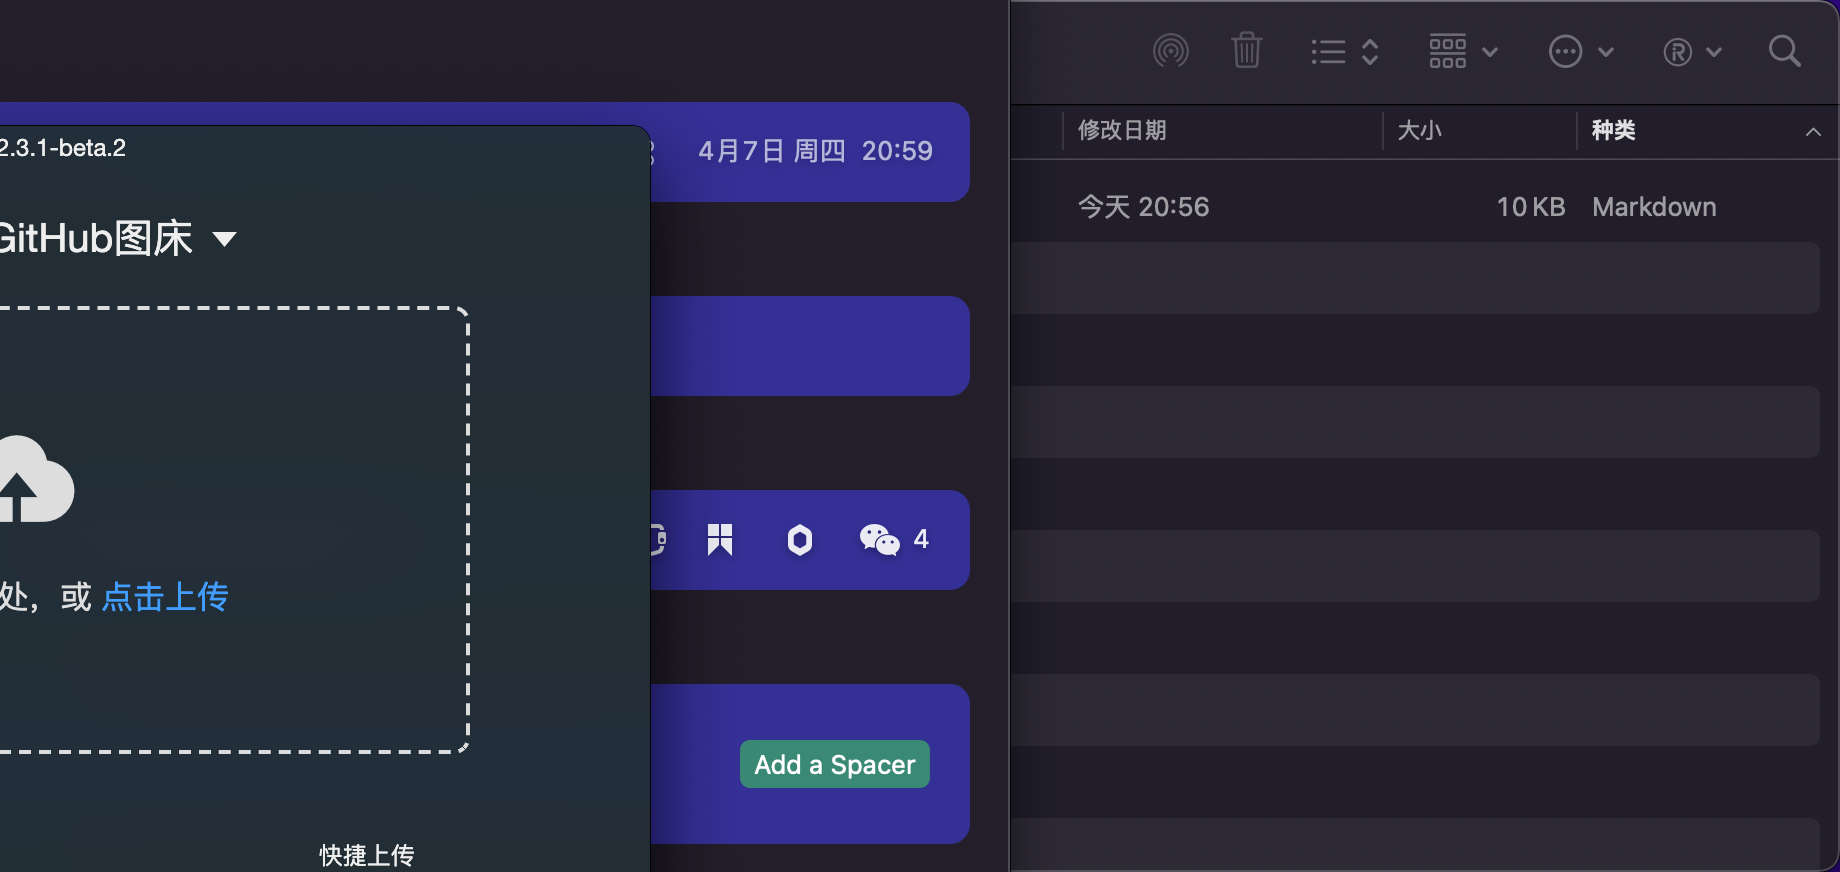 2.3.1-beta.2
GitHub图床
处，或 点击上传
快捷上传
4月7日 周四 20:59
4
Add a Spacer
修改日期 大小 种类
今天 20:56 10 KB Markdown